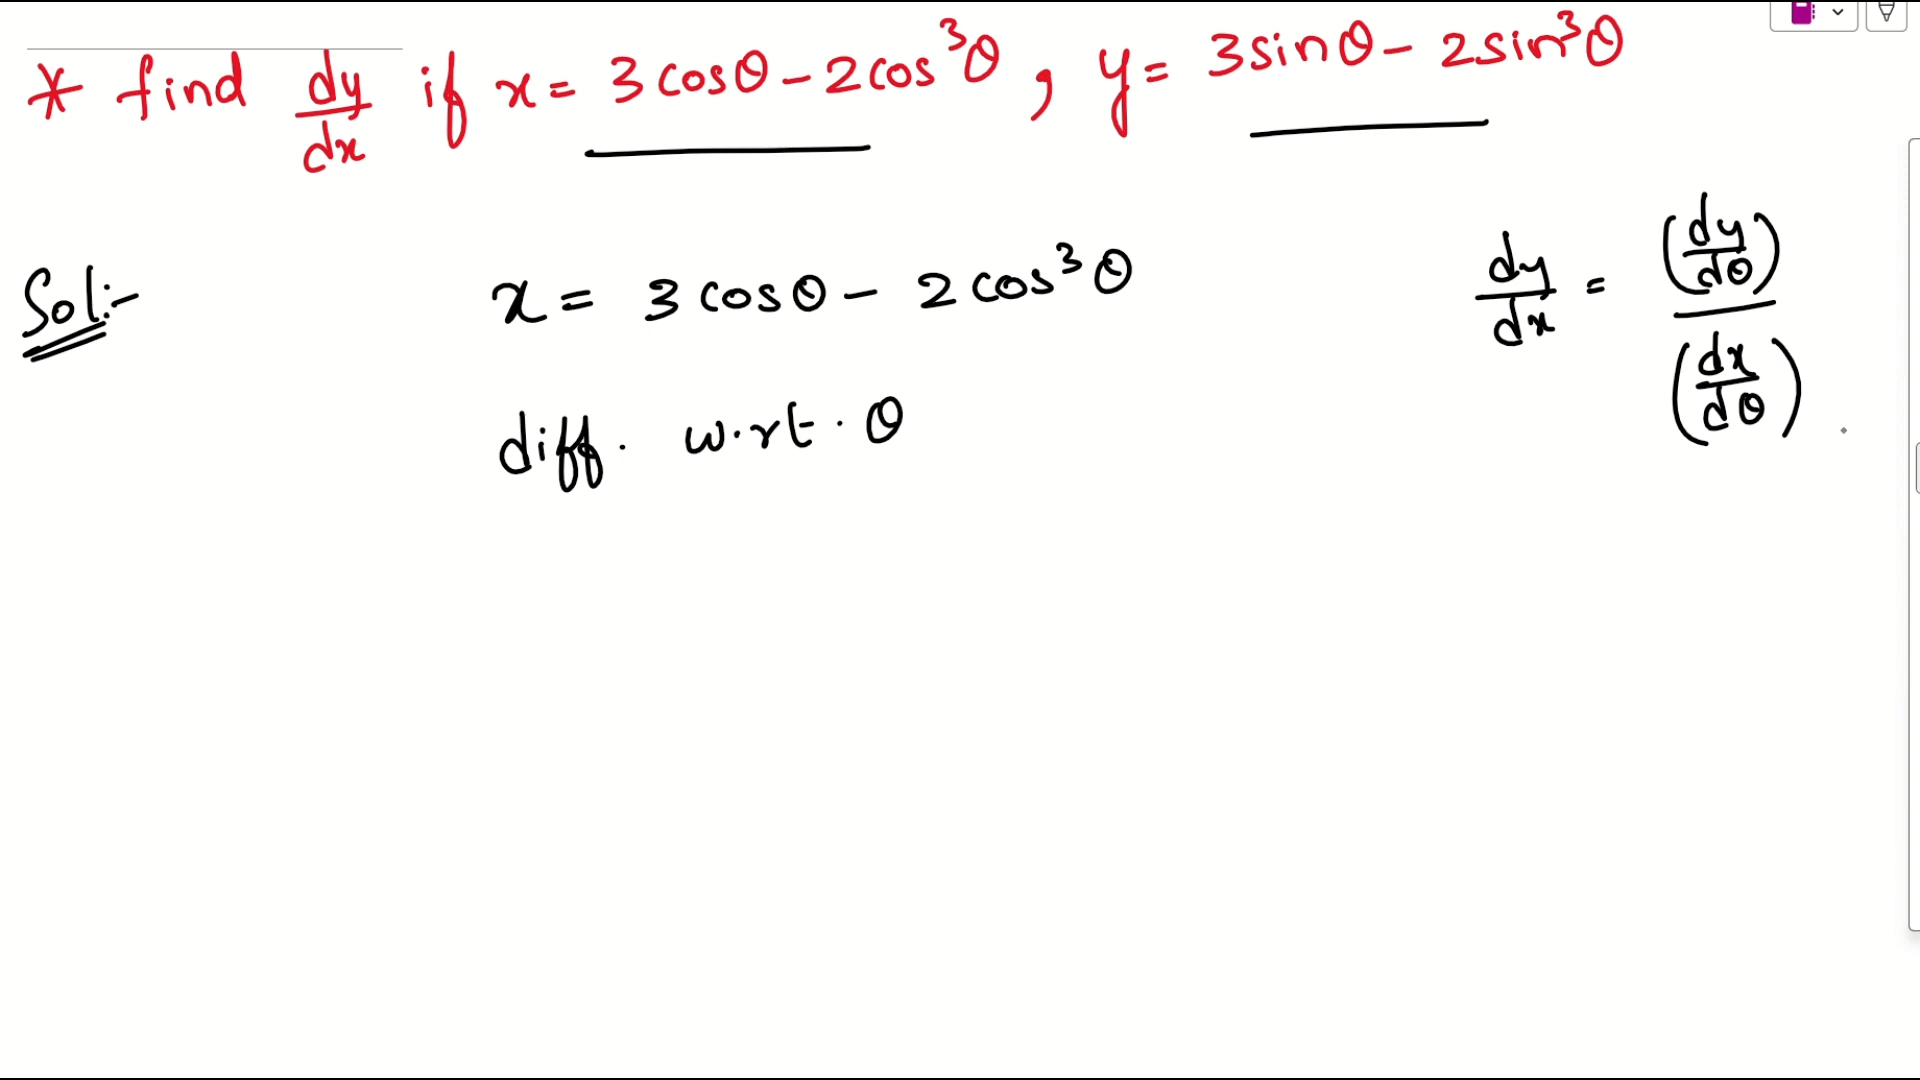 * find dy/dx if x = 3cosθ - 2cos³θ , y = 3sinθ - 2sin³θ
Sol:-
x = 3cosθ - 2cos³θ
dy/dx = (dy/dθ)/(dx/dθ)
diff. w.r.t. θ